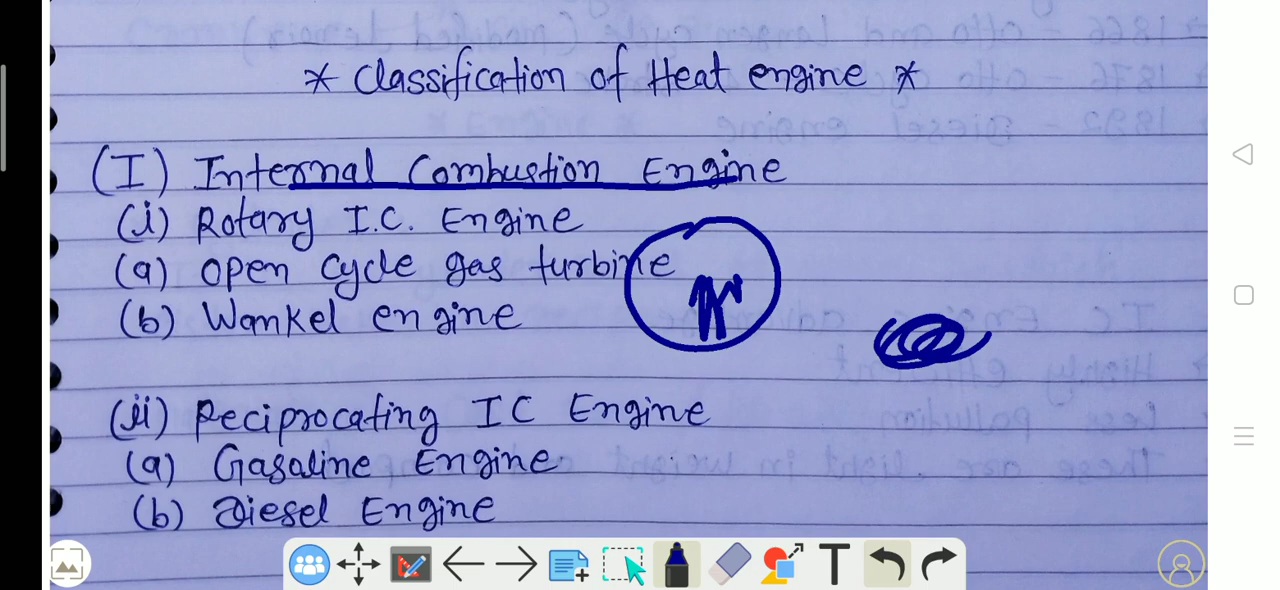 * Classification of Heat engine *
(I) Internal Combustion Engine
(i) Rotary I.C. Engine
(a) open cycle gas turbine
(b) Wankel engine
(ii) Reciprocating IC Engine
(a) Gasaline Engine
(b) Diesel Engine
T